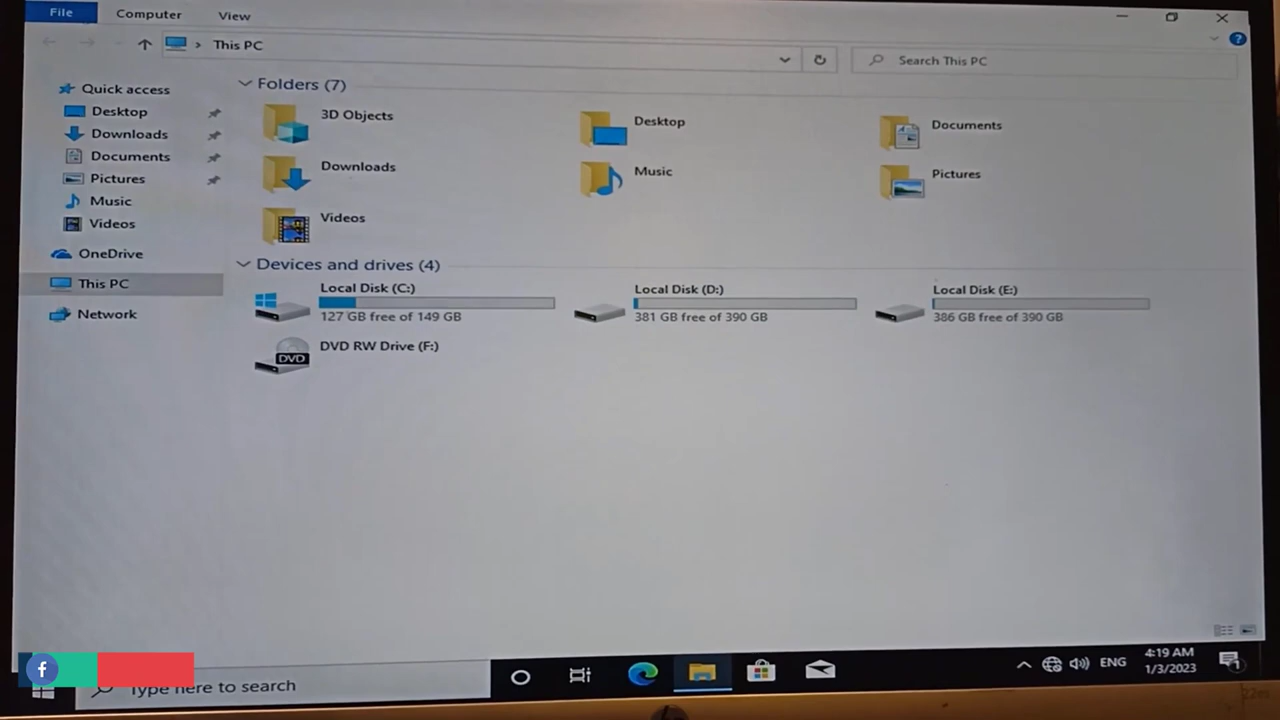 File Computer View
This PC
Search This PC
Quick access
Desktop
Downloads
Documents
Pictures
Music
Videos
OneDrive
This PC
Network
Folders (7)
3D Objects
Desktop
Documents
Downloads
Music
Pictures
Videos
Devices and drives (4)
Local Disk (C:)
127 GB free of 149 GB
Local Disk (D:)
381 GB free of 390 GB
Local Disk (E:)
386 GB free of 390 GB
DVD
DVD RW Drive (F:)
f
Type here to search
ENG
4:19 AM
1/3/2023
1